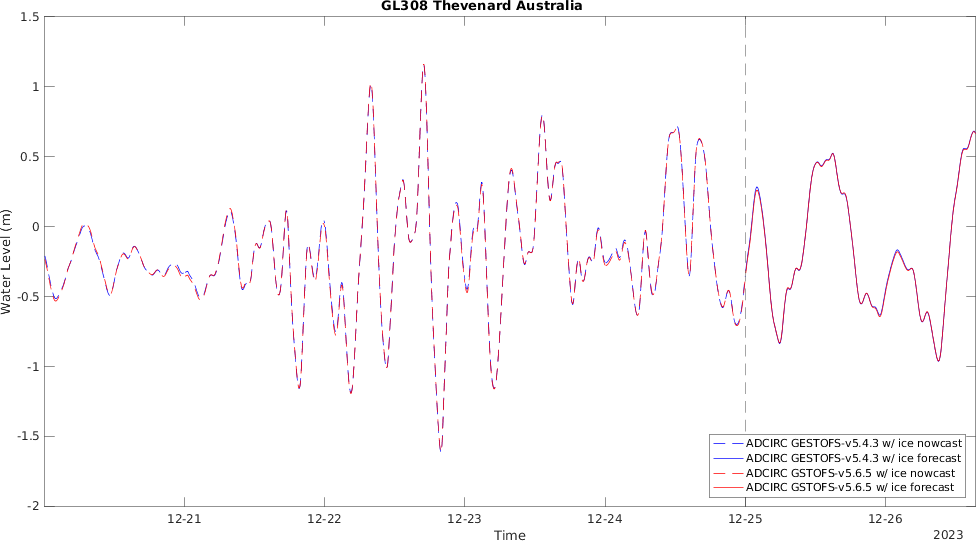 GL308 Thevenard Australia
1.5
1
0.5
0
-0.5
-1
-1.5
-2
Water Level (m)
12-21
12-22
12-23
12-24
12-25
12-26
Time
2023
ADCIRC GESTOFS-v5.4.3 w/ ice nowcast
ADCIRC GESTOFS-v5.4.3 w/ ice forecast
ADCIRC GSTOFS-v5.6.5 w/ ice nowcast
ADCIRC GSTOFS-v5.6.5 w/ ice forecast